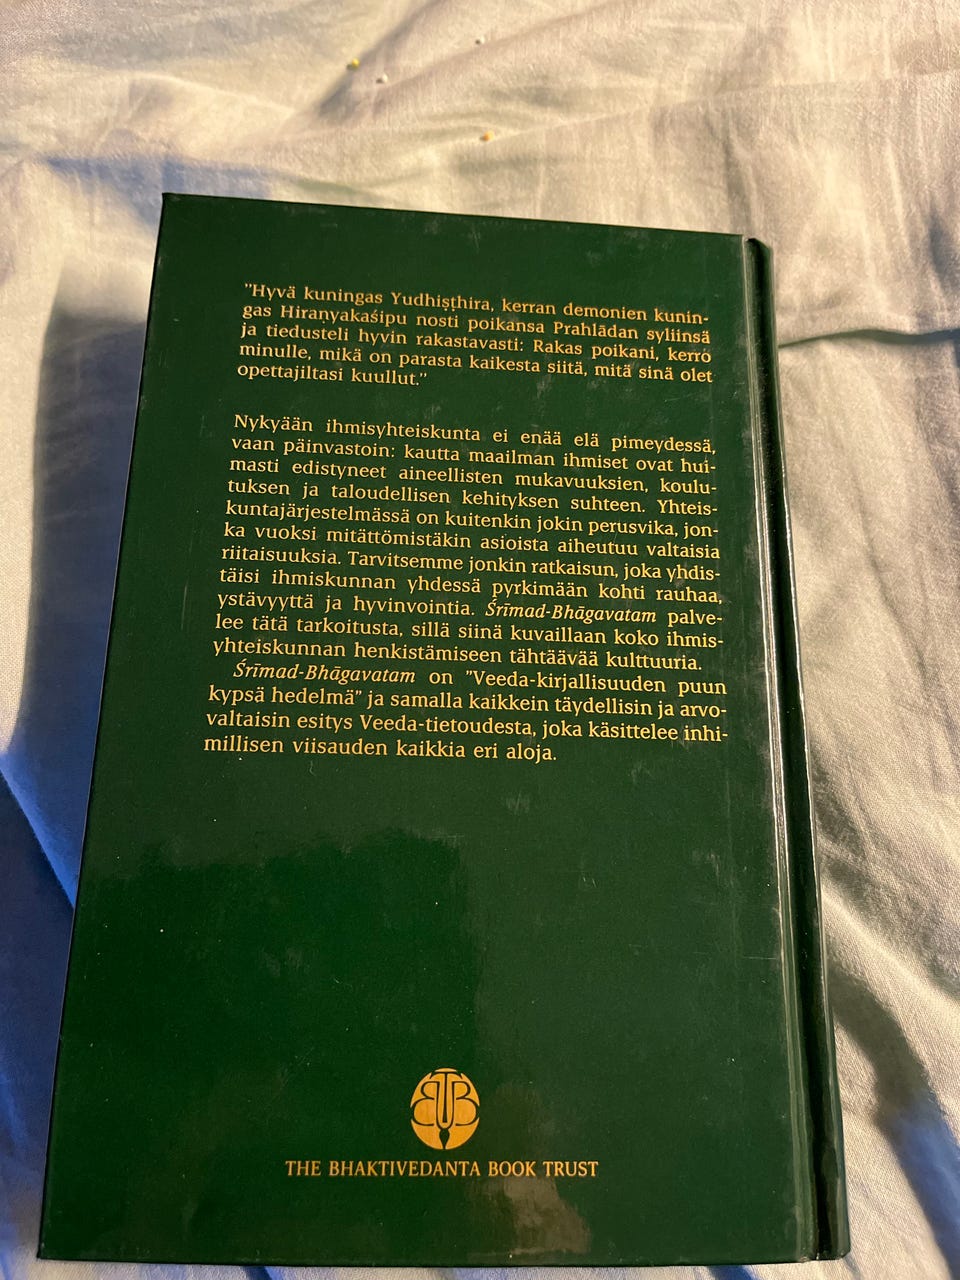 "Hyvä kuningas Yudhiṣṭhira, kerran demonien kunin-
gas Hiraṇyakaśipu nosti poikansa Prahlādan syliinsä
ja tiedusteli hyvin rakastavasti: Rakas poikani, kerro
minulle, mikä on parasta kaikesta siitä, mitä sinä olet
opettajiltasi kuullut."
Nykyään ihmisyhteiskunta ei enää elä pimeydessä,
vaan päinvastoin: kautta maailman ihmiset ovat hui-
masti edistyneet aineellisten mukavuuksien, koulu-
tuksen ja taloudellisen kehityksen suhteen. Yhteis-
kuntajärjestelmässä on kuitenkin jokin perusvika, jon-
ka vuoksi mitättömistäkin asioista aiheutuu valtaisia
riitaisuuksia. Tarvitsemme jonkin ratkaisun, joka yhdis-
täisi ihmiskunnan yhdessä pyrkimään kohti rauhaa,
ystävyyttä ja hyvinvointia. Śrīmad-Bhāgavatam palve-
lee tätä tarkoitusta, sillä siinä kuvaillaan koko ihmis-
yhteiskunnan henkistämiseen tähtäävää kulttuuria.
Śrīmad-Bhāgavatam on "Veeda-kirjallisuuden puun
kypsä hedelmä" ja samalla kaikkein täydellisin ja arvo-
valtaisin esitys Veeda-tietoudesta, joka käsittelee inhi-
millisen viisauden kaikkia eri aloja.
BTB
THE BHAKTIVEDANTA BOOK TRUST